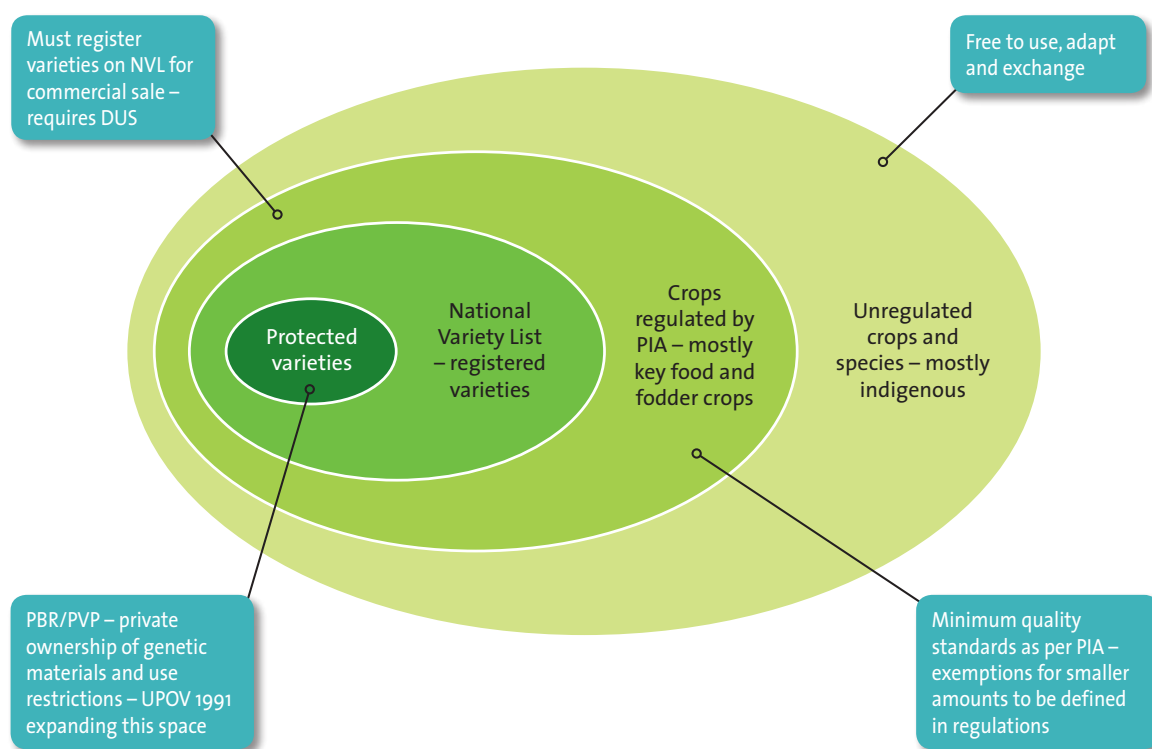 Must register
varieties on NVL for
commercial sale –
requires DUS
Free to use, adapt
and exchange
Protected
varieties
National
Variety List
– registered
varieties
Crops
regulated by
PIA – mostly
key food and
fodder crops
Unregulated
crops and
species – mostly
indigenous
PBR/PVP – private
ownership of genetic
materials and use
restrictions – UPOV 1991
expanding this space
Minimum quality
standards as per PIA –
exemptions for smaller
amounts to be defined
in regulations